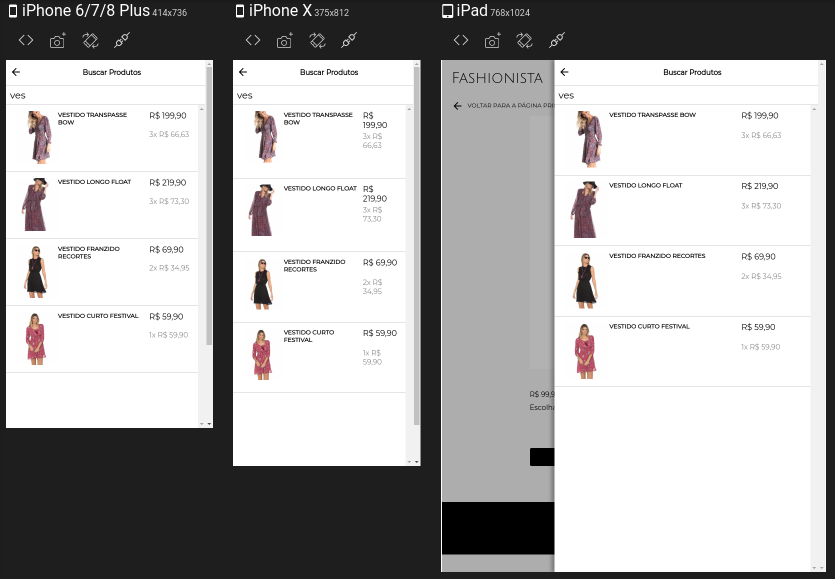 iPhone 6/7/8 Plus 414x736
Buscar Produtos
ves
VESTIDO TRANSPASSE
BOW
R$ 199,90
3x R$ 66,63
VESTIDO LONGO FLOAT
R$ 219,90
3x R$ 73,30
VESTIDO FRANZIDO
RECORTES
R$ 69,90
2x R$ 34,95
VESTIDO CURTO FESTIVAL
R$ 59,90
1x R$ 59,90
iPhone X 375x812
Buscar Produtos
ves
VESTIDO TRANSPASSE
BOW
R$
199,90
3x R$
66,63
VESTIDO LONGO FLOAT
R$
219,90
3x R$
73,30
VESTIDO FRANZIDO
RECORTES
R$ 69,90
2x R$
34,95
VESTIDO CURTO
FESTIVAL
R$ 59,90
1x R$
59,90
iPad 768x1024
FASHIONISTA
VOLTAR PARA A PÁGINA PRI
R$ 99,9
Escolha
Buscar Produtos
ves
VESTIDO TRANSPASSE BOW
R$ 199,90
3x R$ 66,63
VESTIDO LONGO FLOAT
R$ 219,90
3x R$ 73,30
VESTIDO FRANZIDO RECORTES
R$ 69,90
2x R$ 34,95
VESTIDO CURTO FESTIVAL
R$ 59,90
1x R$ 59,90